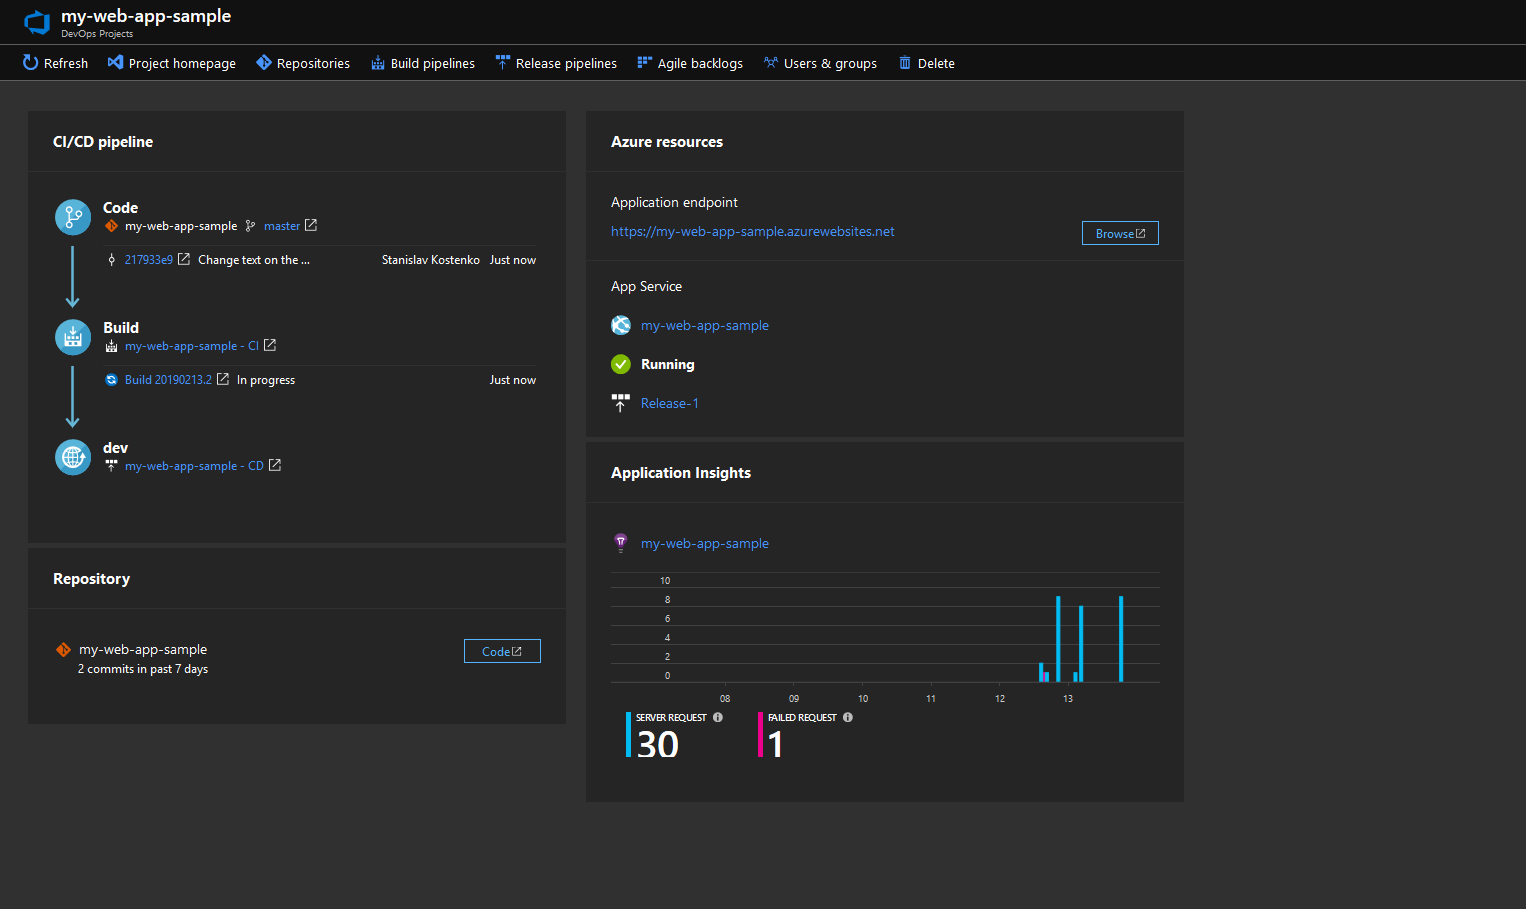 my-web-app-sample
DevOps Projects
Refresh Project homepage Repositories Build pipelines Release pipelines Agile backlogs Users & groups Delete
CI/CD pipeline
Code
my-web-app-sample master
217933e9 Change text on the ... Stanislav Kostenko Just now
Build
my-web-app-sample - CI
Build 20190213.2 In progress Just now
dev
my-web-app-sample - CD
Repository
my-web-app-sample
2 commits in past 7 days
Code
Azure resources
Application endpoint
https://my-web-app-sample.azurewebsites.net
Browse
App Service
my-web-app-sample
Running
Release-1
Application Insights
my-web-app-sample
10
8
6
4
2
0
08 09 10 11 12 13
SERVER REQUEST FAILED REQUEST
30 1